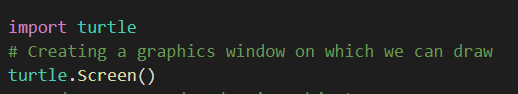 import turtle
# Creating a graphics window on which we can draw
turtle.Screen()